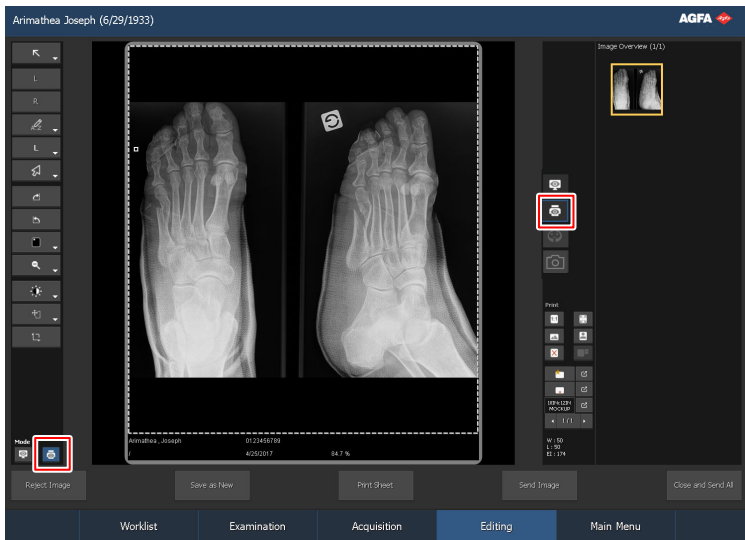 Arimathea Joseph (6/29/1933)
AGFA
Image Overview (1/1)
L
R
L
Print
1:1
14IN x 12IN
MOCKUP
1/1
W : 50
L : 50
EI : 174
Arimathea , Joseph 0123456789
/ 4/25/2017 84.7 %
Mode
Reject Image Save as New Print Sheet Send Image Close and Send All
Worklist Examination Acquisition Editing Main Menu